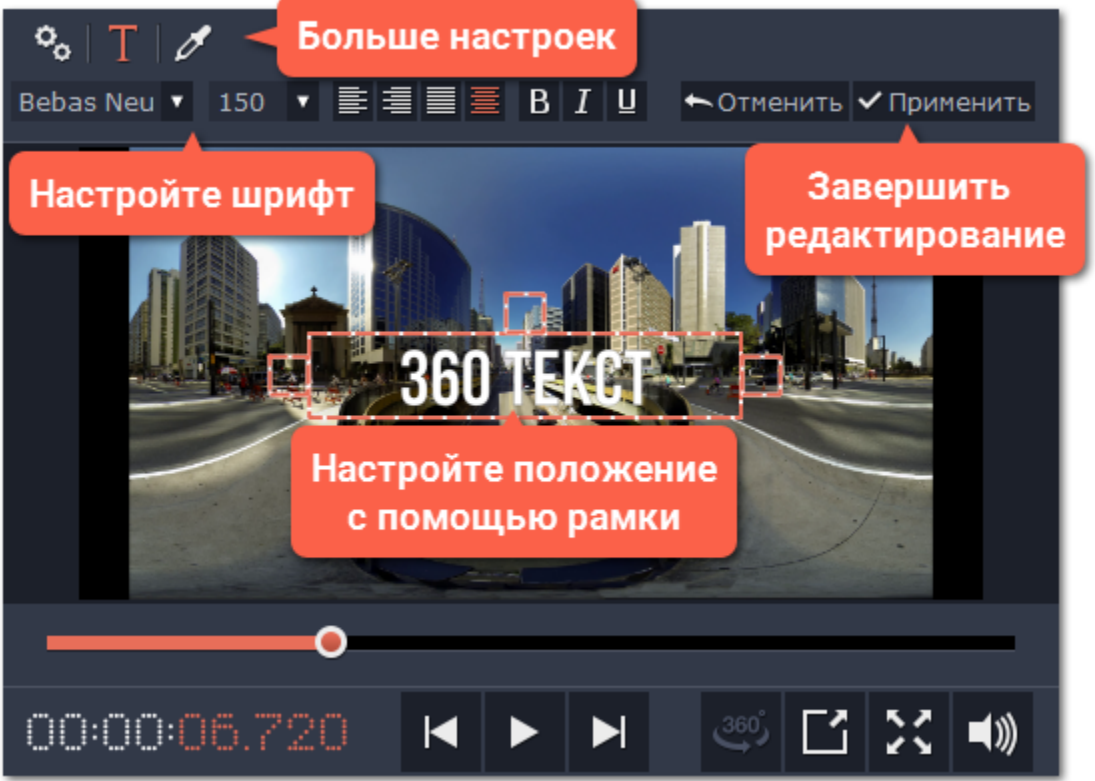 Больше настроек
T
Bebas Neu 150 B I U Отменить Применить
Настройте шрифт
Завершить
редактирование
360 ТЕКСТ
Настройте положение
с помощью рамки
00:00:06.720
360°